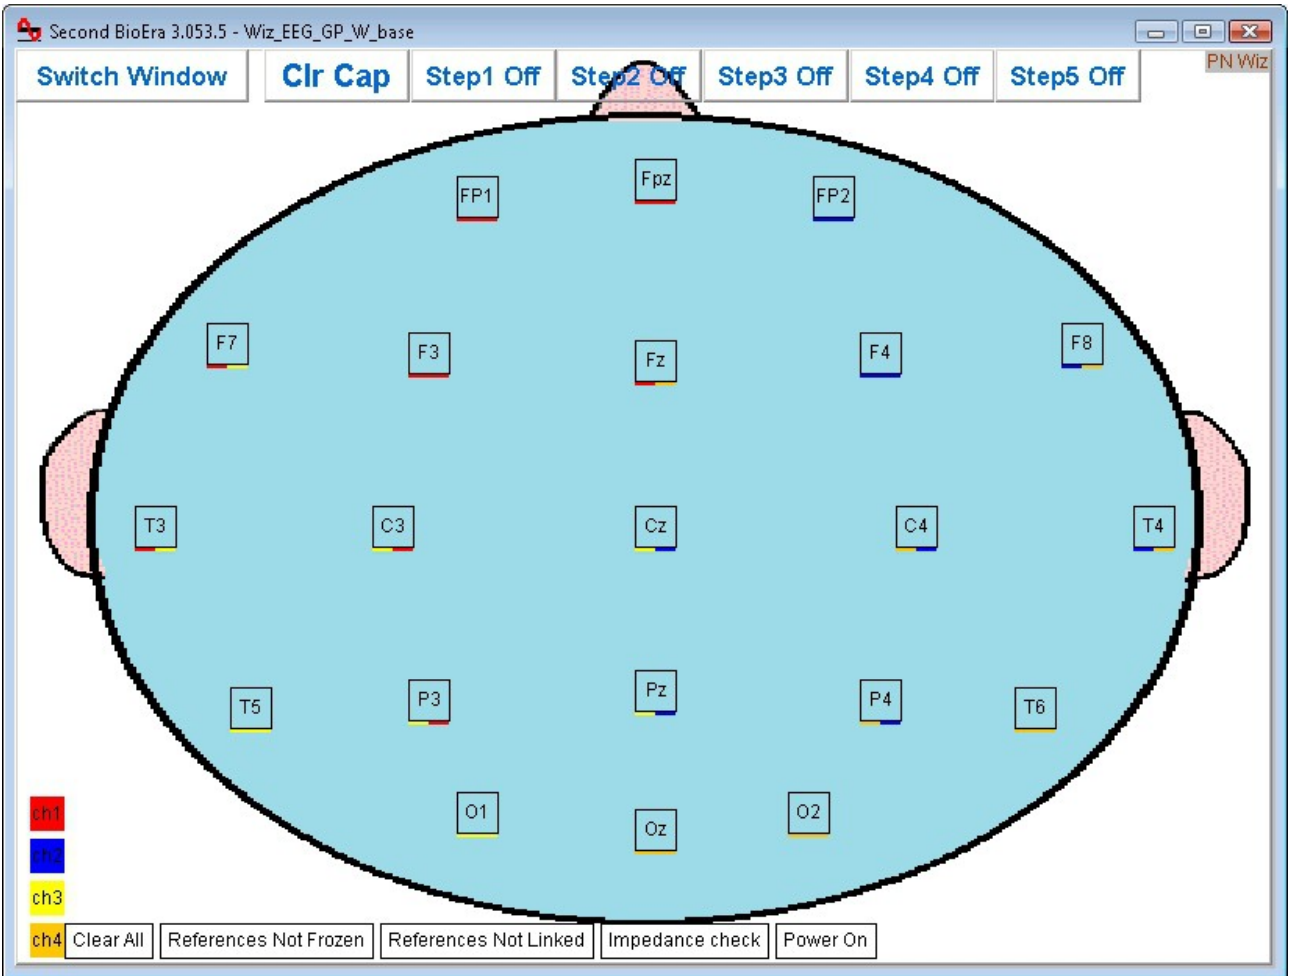 Second BioEra 3.053.5 - Wiz_EEG_GP_W_base
Switch Window Clr Cap Step1 Off Step2 Off Step3 Off Step4 Off Step5 Off PN Wiz
Fpz
FP1 FP2
F7 F3 Fz F4 F8
T3 C3 Cz C4 T4
T5 P3 Pz P4 T6
O1 Oz O2
ch1
ch2
ch3
ch4 Clear All References Not Frozen References Not Linked Impedance check Power On